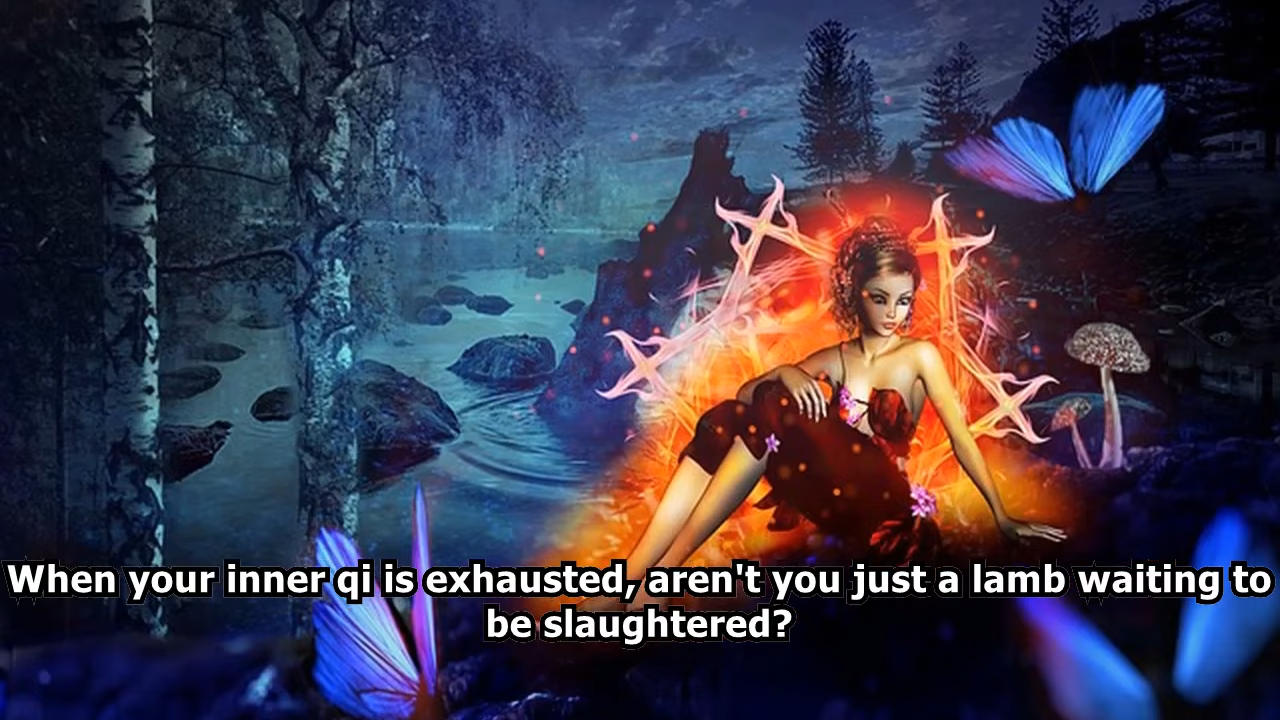 When your inner qi is exhausted, aren't you just a lamb waiting to
be slaughtered?